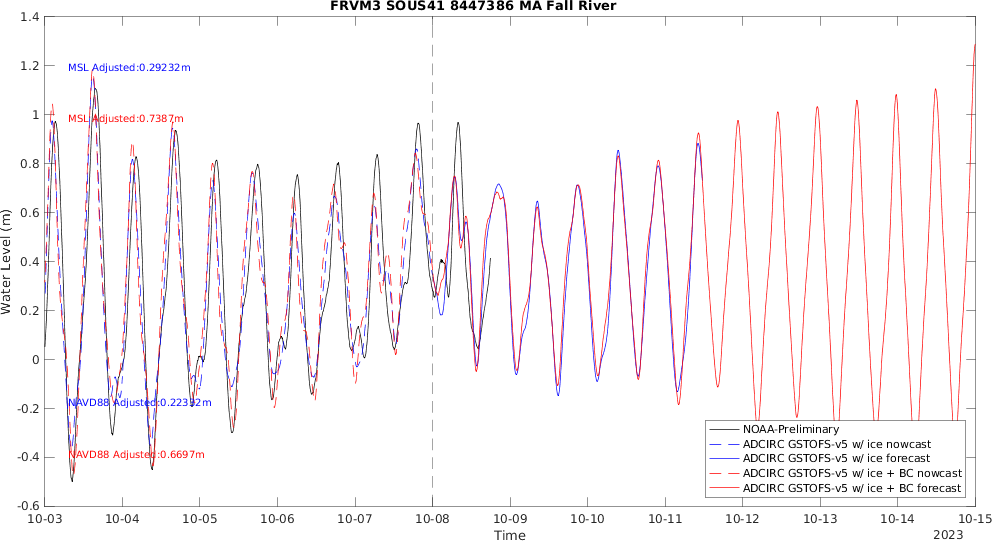 FRVM3 SOUS41 8447386 MA Fall River
1.4
1.2
1
0.8
0.6
0.4
0.2
0
-0.2
-0.4
-0.6
Water Level (m)
MSL Adjusted:0.29232m
MSL Adjusted:0.7387m
NAVD88 Adjusted:0.22332m
NAVD88 Adjusted:0.6697m
NOAA-Preliminary
ADCIRC GSTOFS-v5 w/ ice nowcast
ADCIRC GSTOFS-v5 w/ ice forecast
ADCIRC GSTOFS-v5 w/ ice + BC nowcast
ADCIRC GSTOFS-v5 w/ ice + BC forecast
10-03 10-04 10-05 10-06 10-07 10-08 10-09 10-10 10-11 10-12 10-13 10-14 10-15
Time
2023